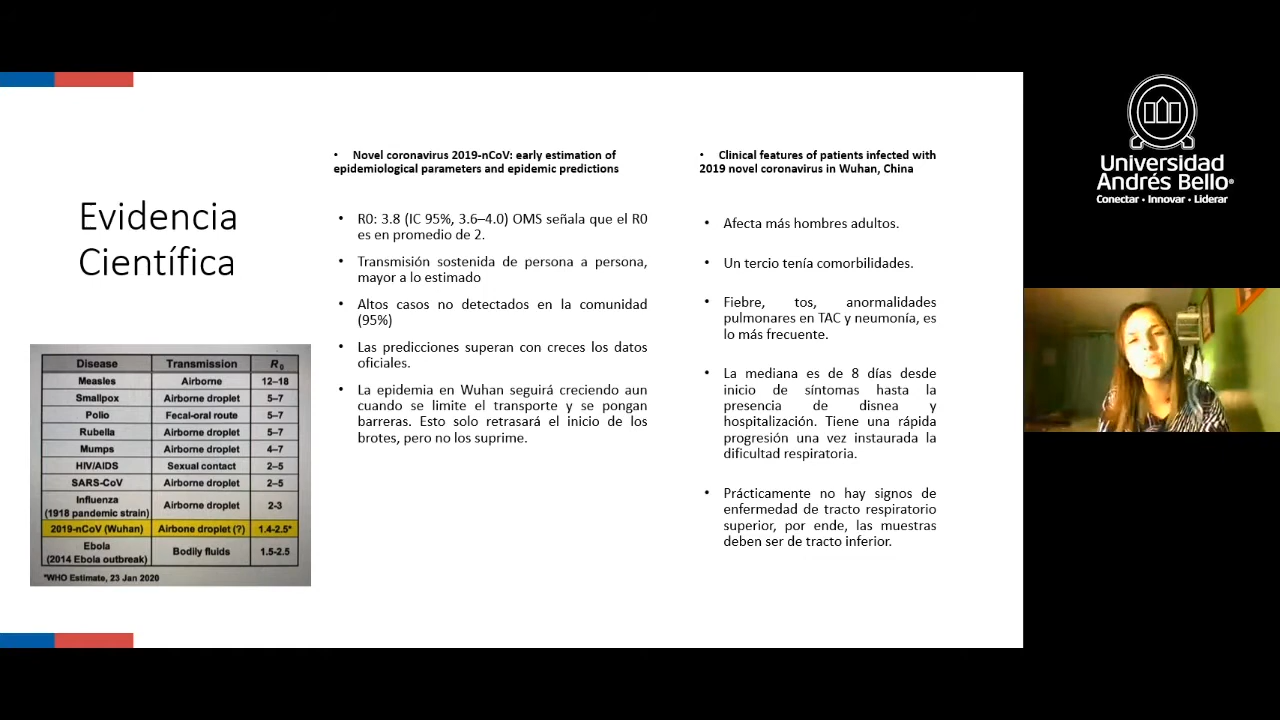 Evidencia
Científica
Disease Transmission R0
Measles Airborne 12–18
Smallpox Airborne droplet 5–7
Polio Fecal-oral route 5–7
Rubella Airborne droplet 5–7
Mumps Airborne droplet 4–7
HIV/AIDS Sexual contact 2–5
SARS-CoV Airborne droplet 2–5
Influenza
(1918 pandemic strain) Airborne droplet 2-3
2019-nCoV (Wuhan) Airbone droplet (?) 1.4-2.5*
Ebola
(2014 Ebola outbreak) Bodily fluids 1.5-2.5
*WHO Estimate, 23 Jan 2020
• Novel coronavirus 2019-nCoV: early estimation of
epidemiological parameters and epidemic predictions
• R0: 3.8 (IC 95%, 3.6–4.0) OMS señala que el R0
es en promedio de 2.
• Transmisión sostenida de persona a persona,
mayor a lo estimado
• Altos casos no detectados en la comunidad
(95%)
• Las predicciones superan con creces los datos
oficiales.
• La epidemia en Wuhan seguirá creciendo aun
cuando se limite el transporte y se pongan
barreras. Esto solo retrasará el inicio de los
brotes, pero no los suprime.
• Clinical features of patients infected with
2019 novel coronavirus in Wuhan, China
• Afecta más hombres adultos.
• Un tercio tenía comorbilidades.
• Fiebre, tos, anormalidades
pulmonares en TAC y neumonía, es
lo más frecuente.
• La mediana es de 8 días desde
inicio de síntomas hasta la
presencia de disnea y
hospitalización. Tiene una rápida
progresión una vez instaurada la
dificultad respiratoria.
• Prácticamente no hay signos de
enfermedad de tracto respiratorio
superior, por ende, las muestras
deben ser de tracto inferior.
Universidad
Andrés Bello®
Conectar • Innovar • Liderar